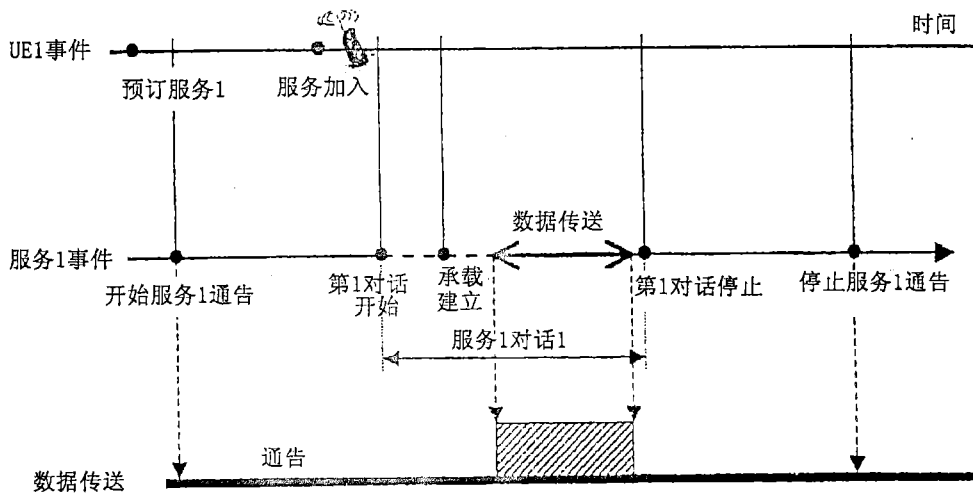 时间
UE1事件
预订服务1
服务加入
数据传送
服务1事件
开始服务1通告
第1对话
开始
承载
建立
第1对话停止
停止服务1通告
服务1对话1
通告
数据传送